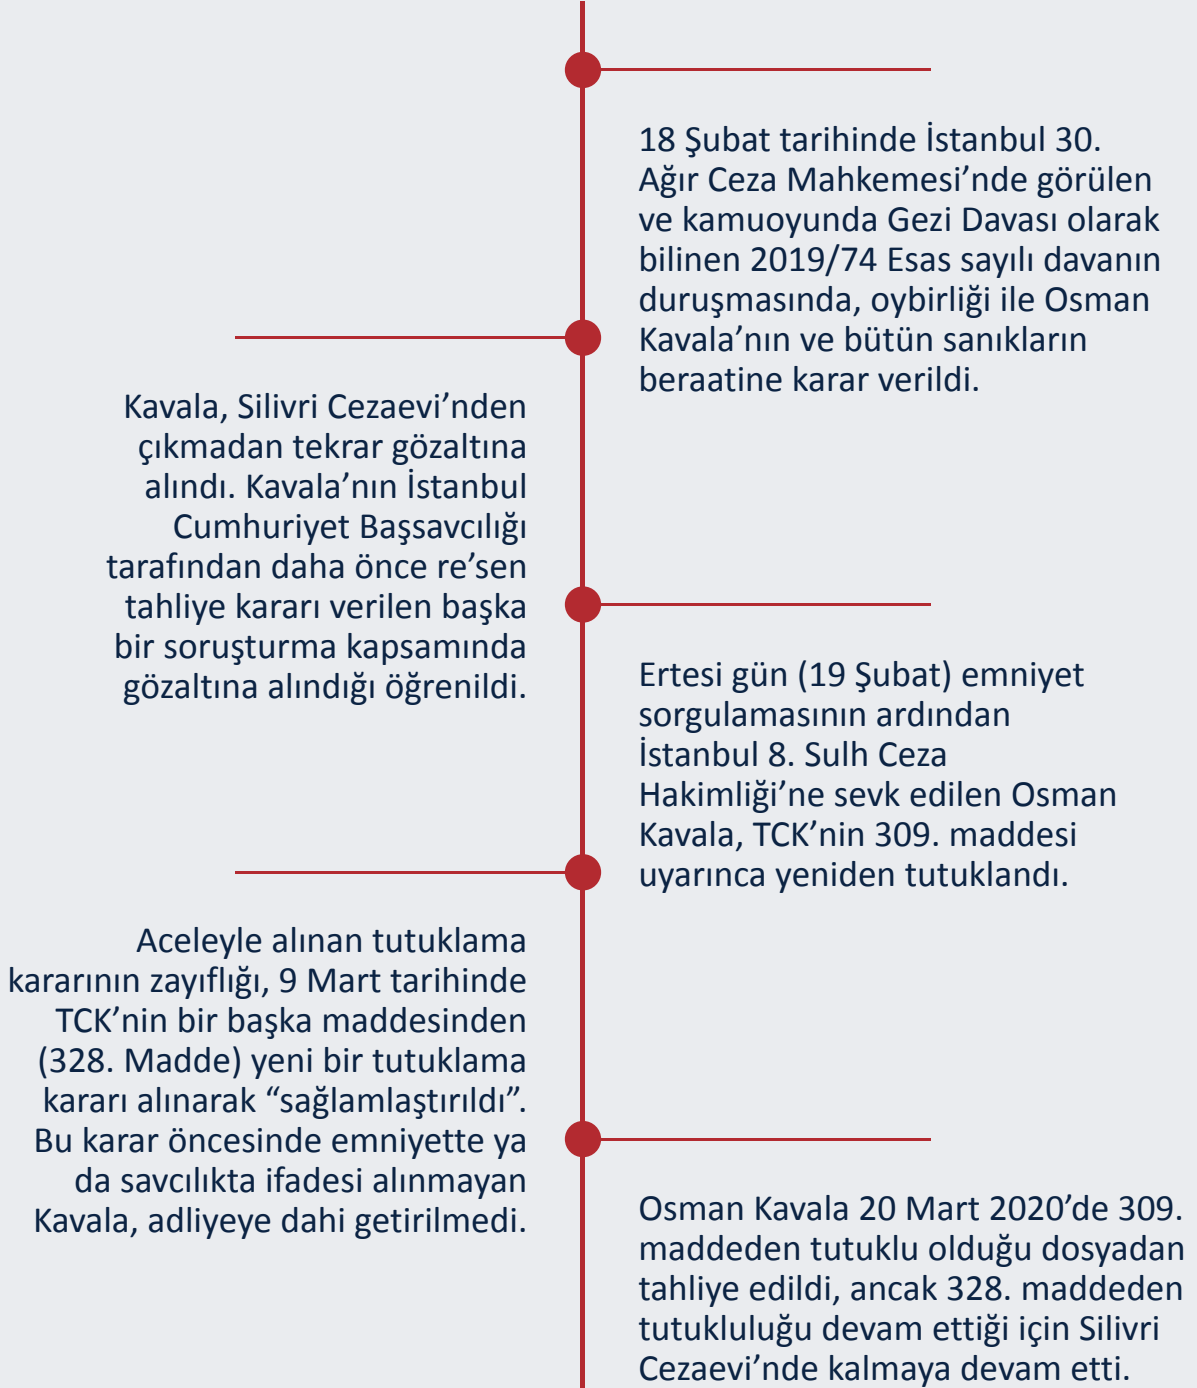 18 Şubat tarihinde İstanbul 30.
Ağır Ceza Mahkemesi’nde görülen
ve kamuoyunda Gezi Davası olarak
bilinen 2019/74 Esas sayılı davanın
duruşmasında, oybirliği ile Osman
Kavala’nın ve bütün sanıkların
beraatine karar verildi.
Kavala, Silivri Cezaevi’nden
çıkmadan tekrar gözaltına
alındı. Kavala’nın İstanbul
Cumhuriyet Başsavcılığı
tarafından daha önce re’sen
tahliye kararı verilen başka
bir soruşturma kapsamında
gözaltına alındığı öğrenildi.
Ertesi gün (19 Şubat) emniyet
sorgulamasının ardından
İstanbul 8. Sulh Ceza
Hakimliği’ne sevk edilen Osman
Kavala, TCK’nin 309. maddesi
uyarınca yeniden tutuklandı.
Aceleyle alınan tutuklama
kararının zayıflığı, 9 Mart tarihinde
TCK’nin bir başka maddesinden
(328. Madde) yeni bir tutuklama
kararı alınarak “sağlamlaştırıldı”.
Bu karar öncesinde emniyette ya
da savcılıkta ifadesi alınmayan
Kavala, adliyeye dahi getirilmedi.
Osman Kavala 20 Mart 2020’de 309.
maddeden tutuklu olduğu dosyadan
tahliye edildi, ancak 328. maddeden
tutukluluğu devam ettiği için Silivri
Cezaevi’nde kalmaya devam etti.